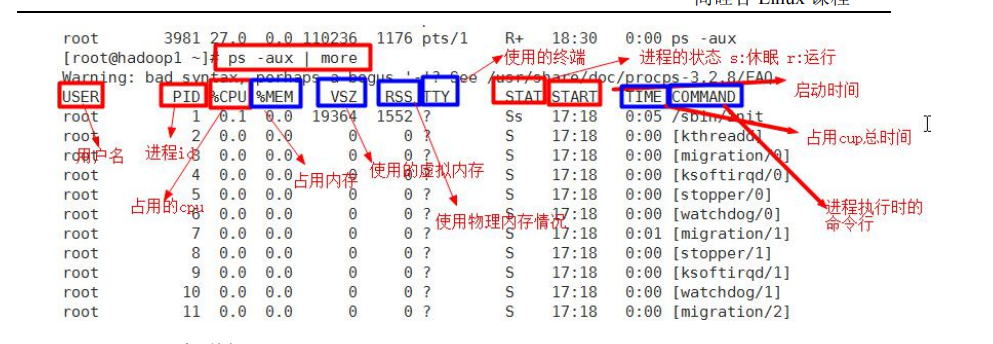 Linux 课程
root 3981 27.0 0.0 110236 1176 pts/1 R+ 18:30 0:00 ps -aux
[root@hadoop1 ~]# ps -aux | more
使用的终端
进程的状态 s:休眠 r:运行
Warning: bad syntax, perhaps a bogus '-'? See /usr/share/doc/procps-3.2.8/FAQ
启动时间
USER PID %CPU %MEM VSZ RSS TTY STAT START TIME COMMAND
root 1 0.1 0.0 19364 1552 ? Ss 17:18 0:05 /sbin/init
root 2 0.0 0.0 0 0 ? S 17:18 0:00 [kthreadd]
占用cup总时间
用户名
进程id
root 3 0.0 0.0 0 0 ? S 17:18 0:00 [migration/0]
占用内存
使用的虚拟内存
root 4 0.0 0.0 0 0 ? S 17:18 0:00 [ksoftirqd/0]
root 5 0.0 0.0 0 0 ? S 17:18 0:00 [stopper/0]
占用的cpu
进程执行时的
命令行
root 6 0.0 0.0 0 0 ? S 17:18 0:00 [watchdog/0]
使用物理内存情况
root 7 0.0 0.0 0 0 ? S 17:18 0:01 [migration/1]
root 8 0.0 0.0 0 0 ? S 17:18 0:00 [stopper/1]
root 9 0.0 0.0 0 0 ? S 17:18 0:00 [ksoftirqd/1]
root 10 0.0 0.0 0 0 ? S 17:18 0:00 [watchdog/1]
root 11 0.0 0.0 0 0 ? S 17:18 0:00 [migration/2]